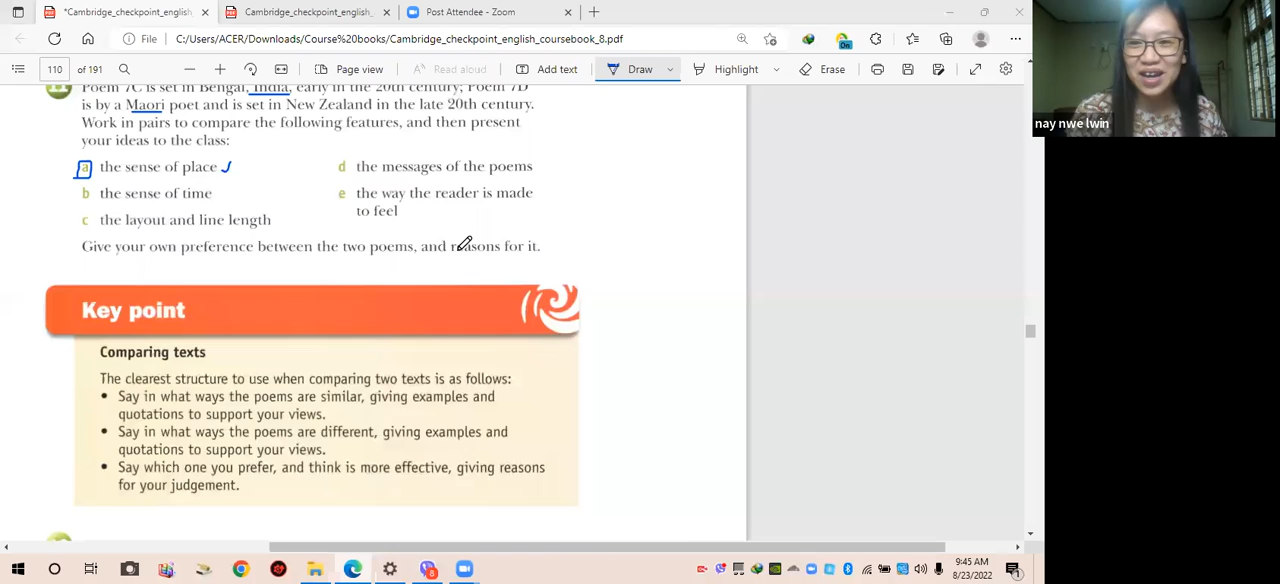 *Cambridge_checkpoint_english
Cambridge_checkpoint_english_
Post Attendee - Zoom
File
C:/Users/ACER/Downloads/Course%20books/Cambridge_checkpoint_english_coursebook_8.pdf
110 of 191
Page view
Read aloud
Add text
Draw
Highlight
Erase
On
nay nwe lwin
Poem 7C is set in Bengal, India, early in the 20th century; Poem 7D
is by a Maori poet and is set in New Zealand in the late 20th century.
Work in pairs to compare the following features, and then present
your ideas to the class:
a the sense of place
b the sense of time
c the layout and line length
d the messages of the poems
e the way the reader is made
to feel
Give your own preference between the two poems, and reasons for it.
Key point
Comparing texts
The clearest structure to use when comparing two texts is as follows:
• Say in what ways the poems are similar, giving examples and
quotations to support your views.
• Say in what ways the poems are different, giving examples and
quotations to support your views.
• Say which one you prefer, and think is more effective, giving reasons
for your judgement.
9:45 AM
8/23/2022